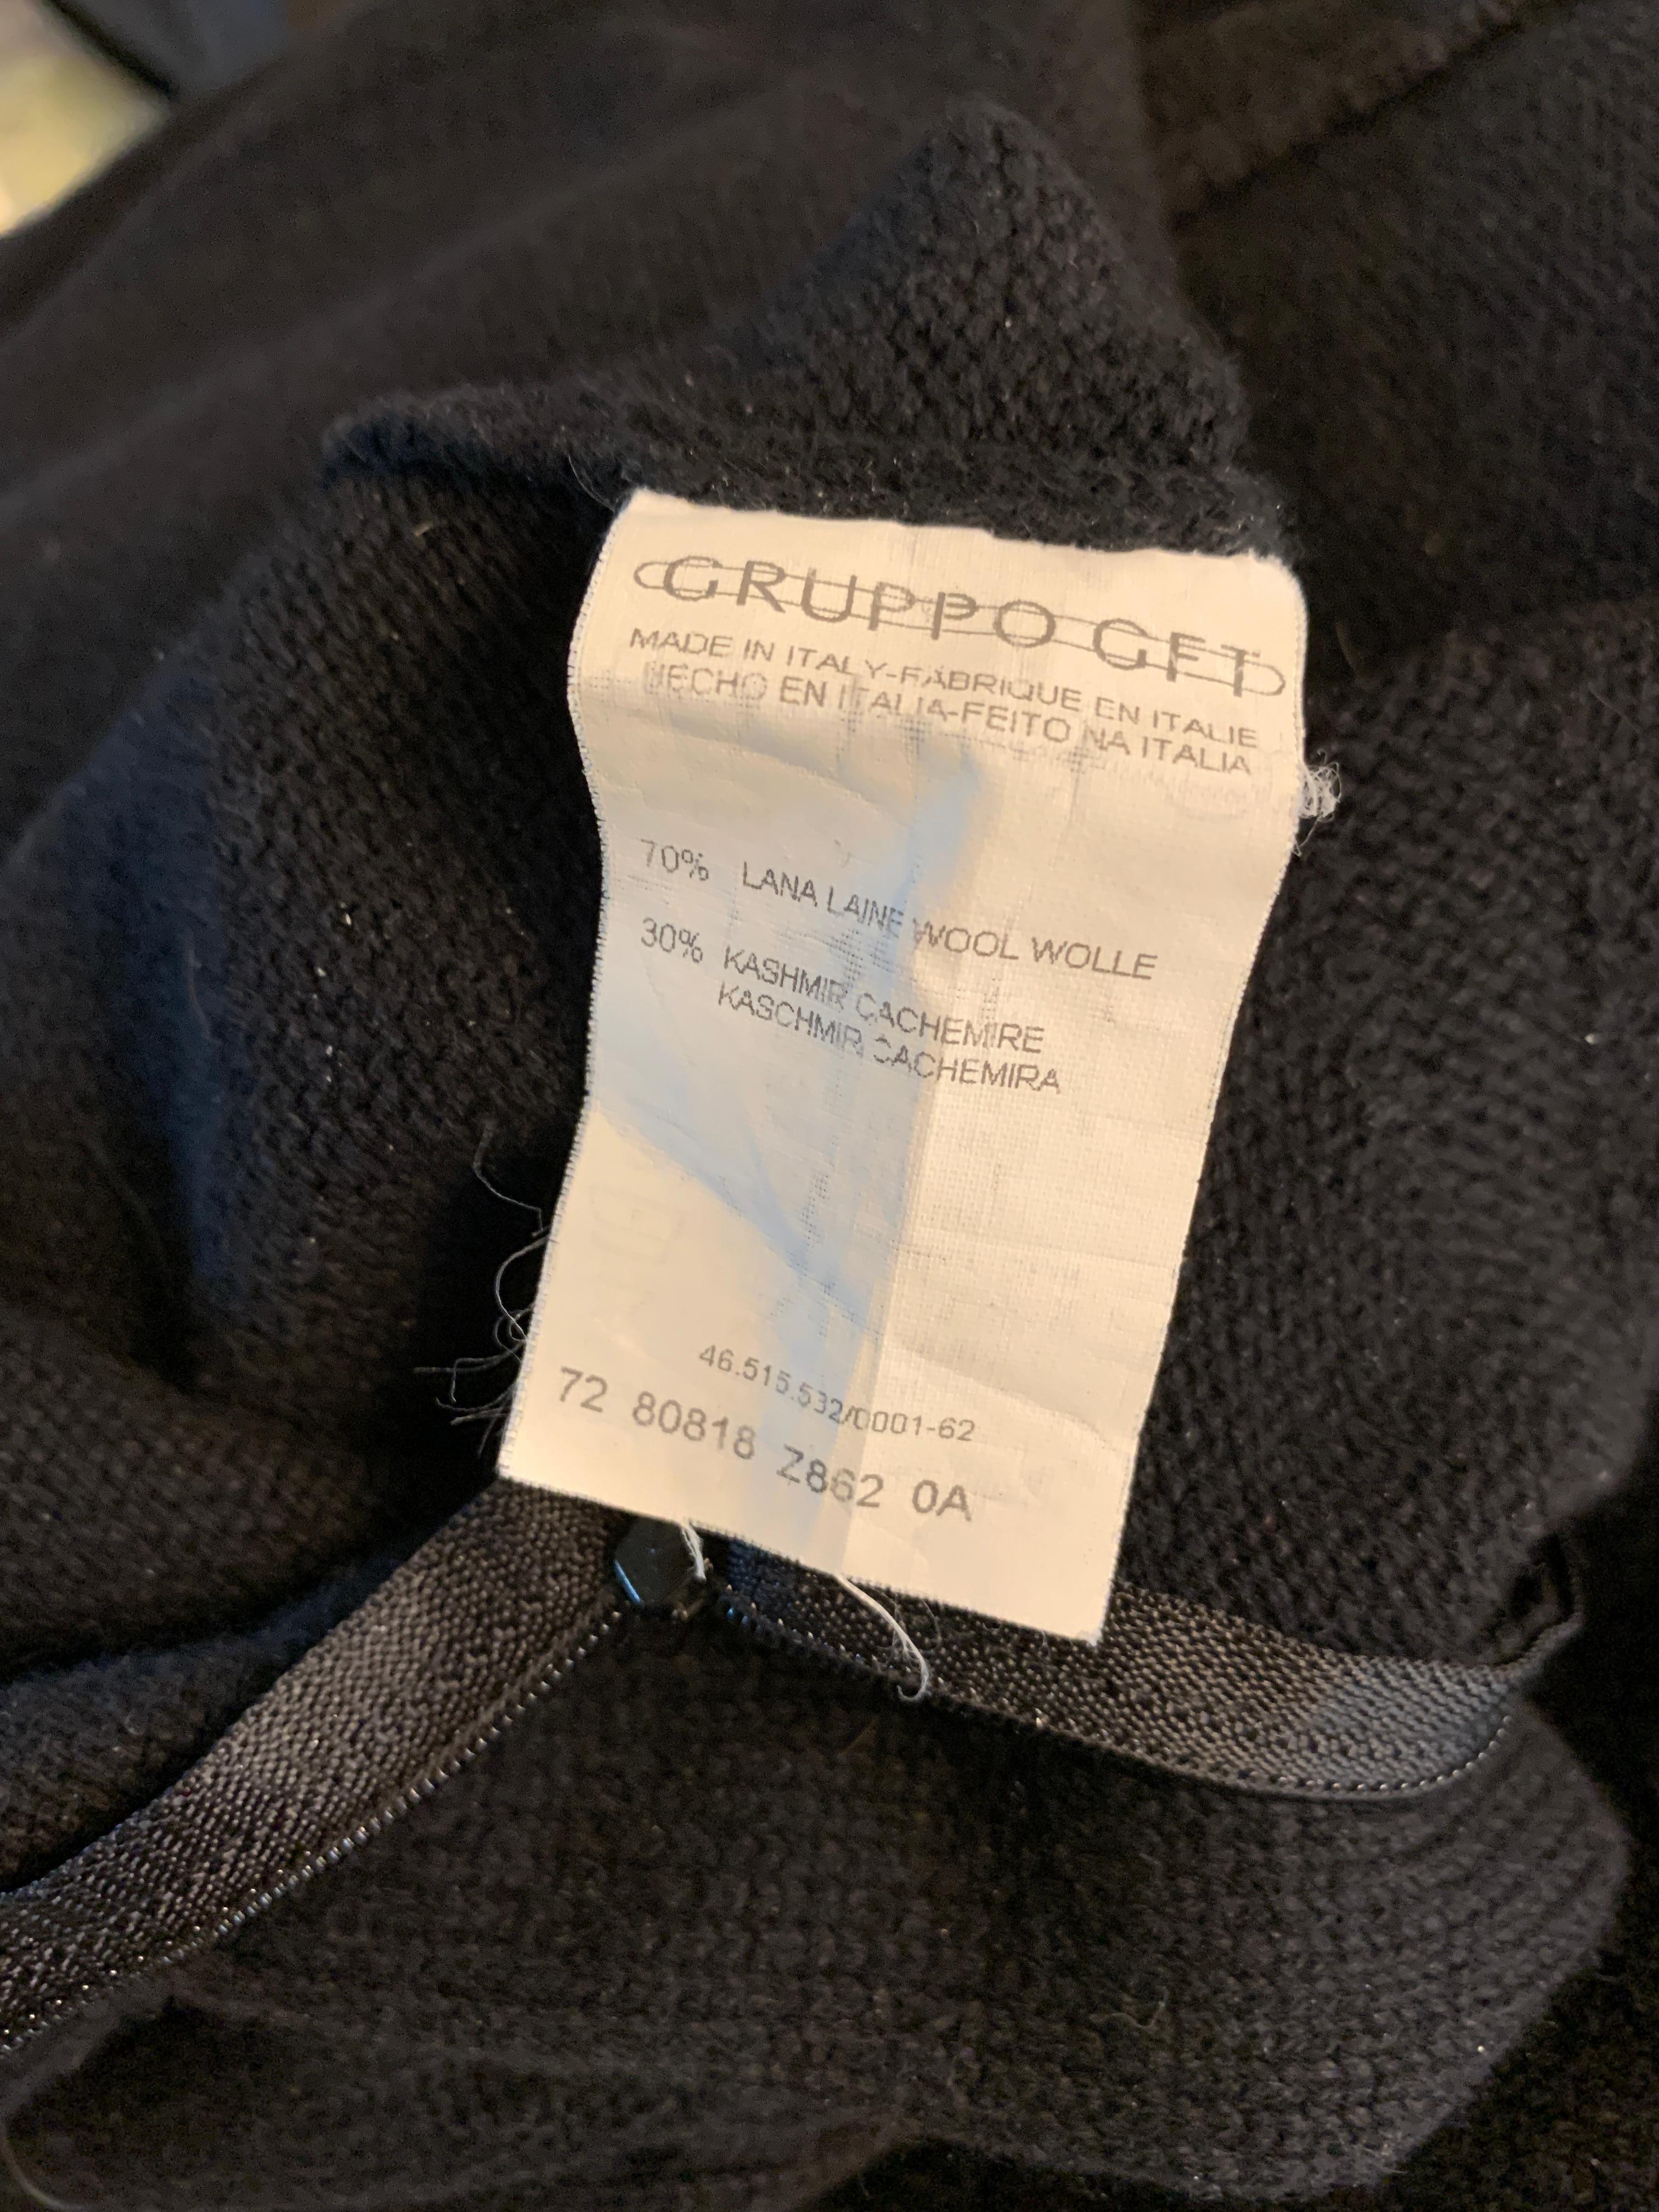 GRUPPO GFT
MADE IN ITALY-FABRIQUE EN ITALIE
HECHO EN ITALIA-FEITO NA ITALIA
70% LANA LAINE WOOL WOLLE
30% KASHMIR CACHEMIRE
KASCHMIR CACHEMIRA
46.515.532/0001-62
72 80818 Z862 0A